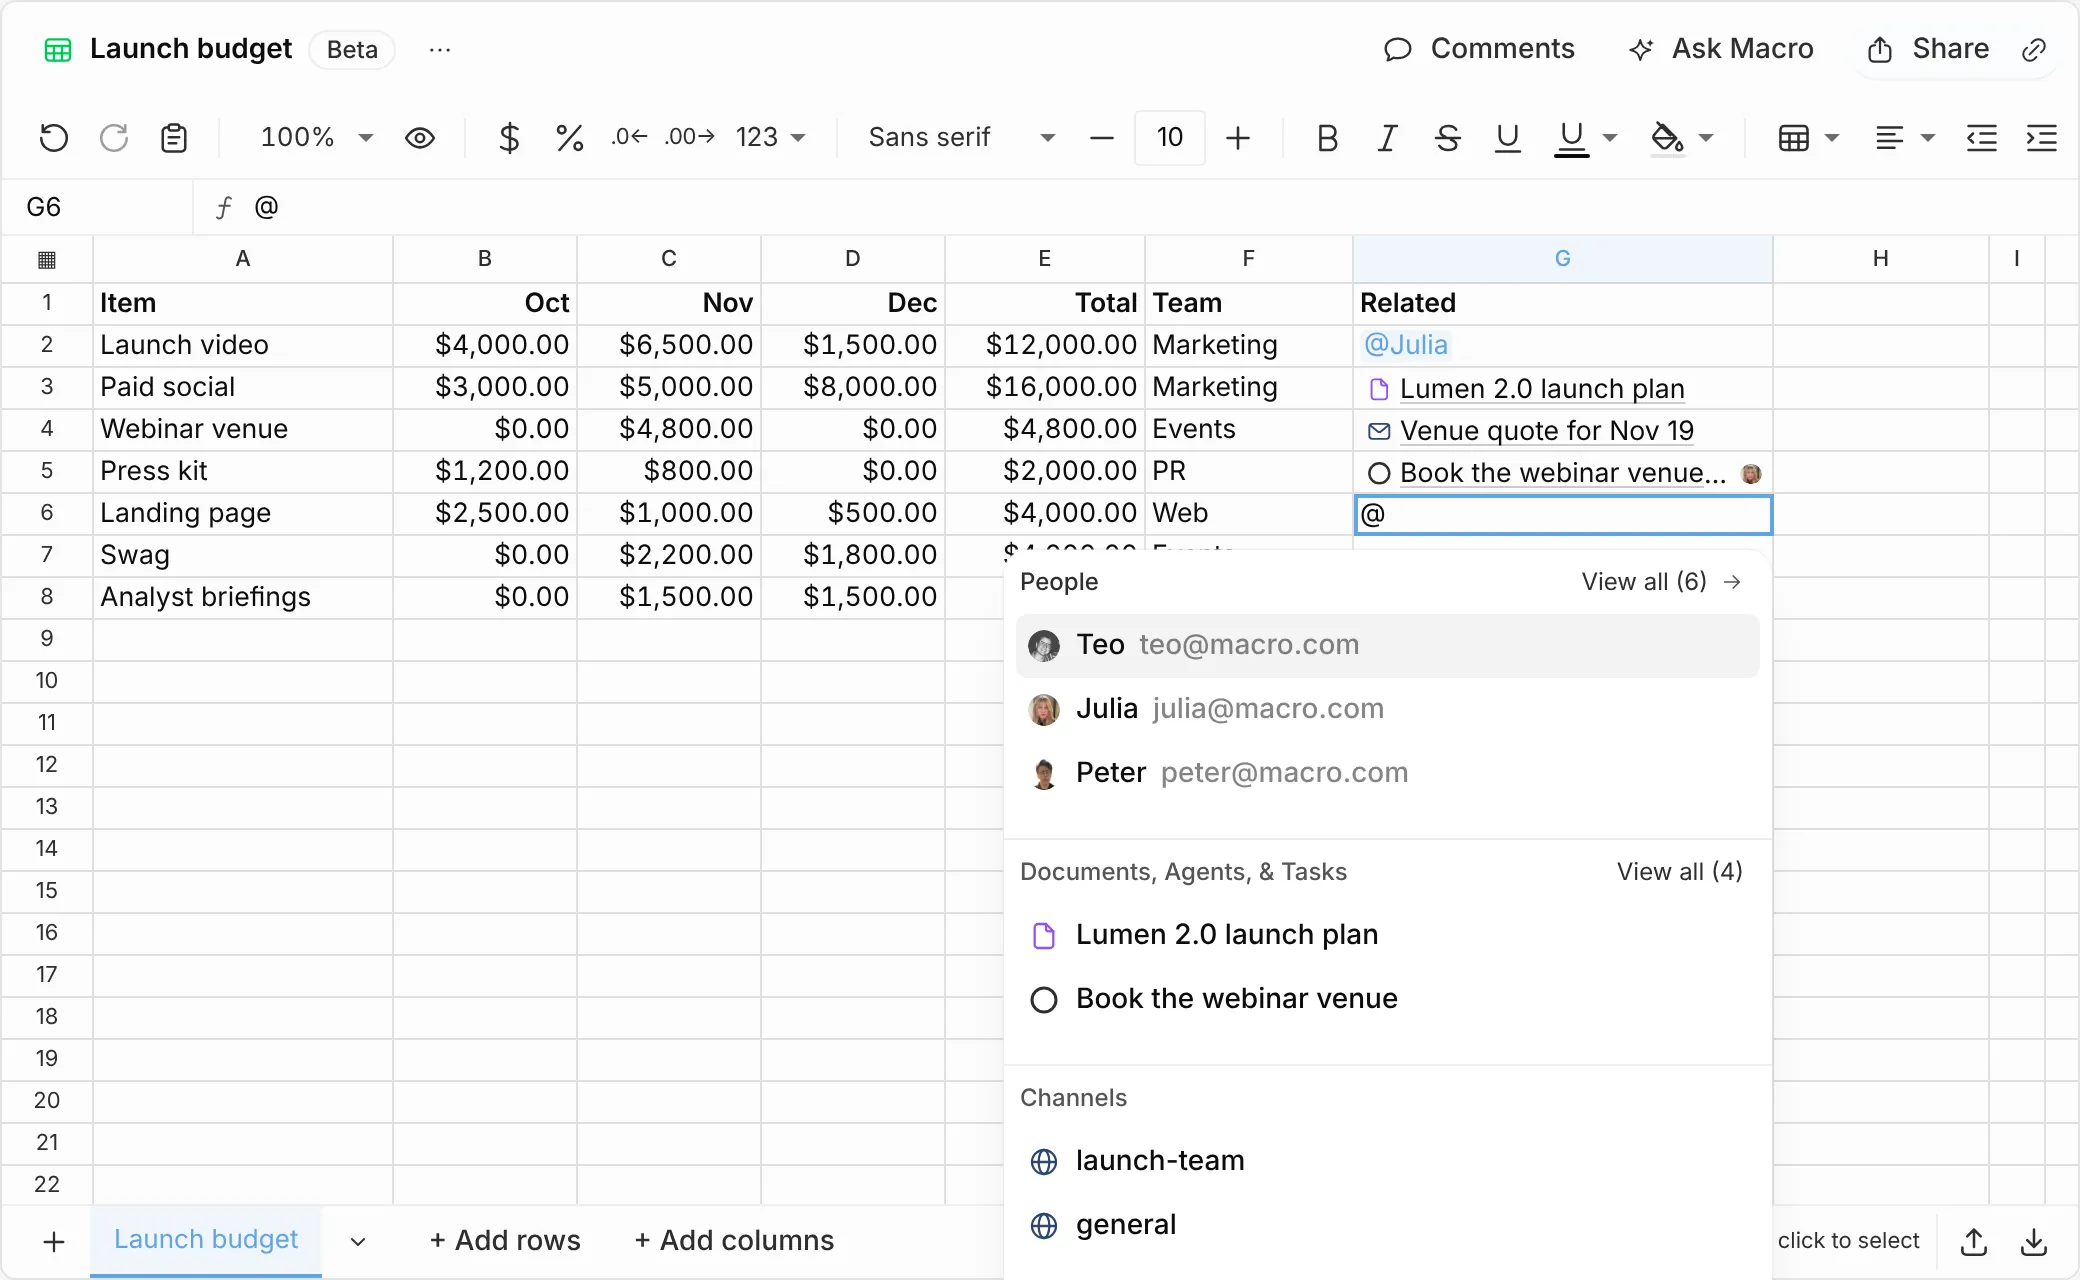 Launch budget Beta ... Comments Ask Macro Share
100% $ % .0← .00→ 123 Sans serif — 10 + B I S U U
G6 f @
A B C D E F G H I
1 Item Oct Nov Dec Total Team Related
2 Launch video $4,000.00 $6,500.00 $1,500.00 $12,000.00 Marketing @Julia
3 Paid social $3,000.00 $5,000.00 $8,000.00 $16,000.00 Marketing Lumen 2.0 launch plan
4 Webinar venue $0.00 $4,800.00 $0.00 $4,800.00 Events Venue quote for Nov 19
5 Press kit $1,200.00 $800.00 $0.00 $2,000.00 PR Book the webinar venue...
6 Landing page $2,500.00 $1,000.00 $500.00 $4,000.00 Web @
7 Swag $0.00 $2,200.00 $1,800.00
8 Analyst briefings $0.00 $1,500.00 $1,500.00
9
10
11
12
13
14
15
16
17
18
19
20
21
22
People View all (6) →
Teo teo@macro.com
Julia julia@macro.com
Peter peter@macro.com
Documents, Agents, & Tasks View all (4)
Lumen 2.0 launch plan
Book the webinar venue
Channels
launch-team
general
+ Launch budget + Add rows + Add columns click to select